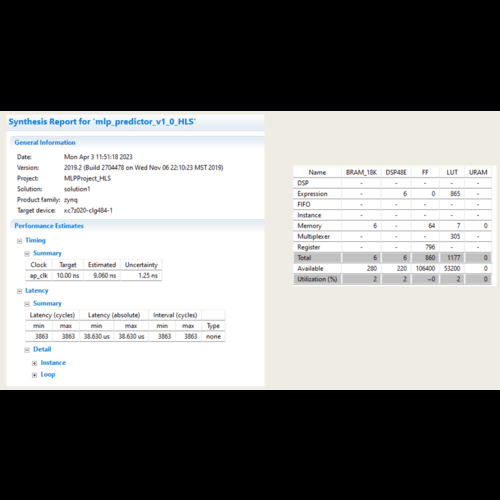 Synthesis Report for 'mlp_predictor_v1_0_HLS'
General Information
Date: Mon Apr 3 11:51:18 2023
Version: 2019.2 (Build 2704478 on Wed Nov 06 22:10:23 MST 2019)
Project: MLPProject_HLS
Solution: solution1
Product family: zynq
Target device: xc7z020-clg484-1
Performance Estimates
Timing
Summary
Clock Target Estimated Uncertainty
ap_clk 10.00 ns 9.060 ns 1.25 ns
Latency
Summary
Latency (cycles) Latency (absolute) Interval (cycles)
min max min max min max Type
3863 3863 38.630 us 38.630 us 3863 3863 none
Detail
Instance
Loop
Name BRAM_18K DSP48E FF LUT URAM
DSP - - - - -
Expression - 6 0 865 -
FIFO - - - - -
Instance - - - - -
Memory 6 - 64 7 0
Multiplexer - - - 305 -
Register - - 796 - -
Total 6 6 860 1177 0
Available 280 220 106400 53200 0
Utilization (%) 2 2 ~0 2 0